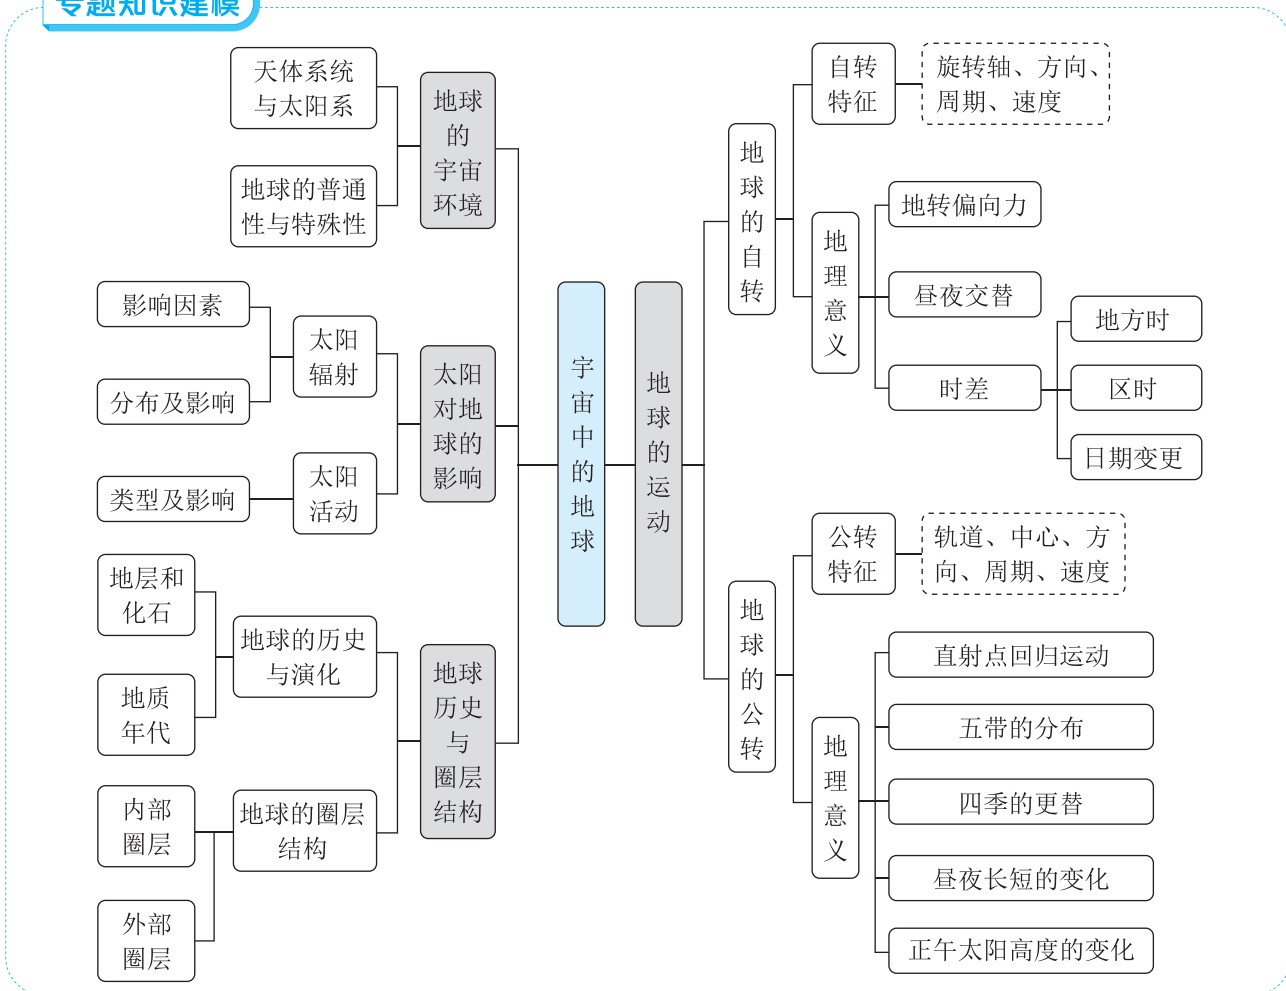 专题知识建模
天体系统
与太阳系
地球的普通
性与特殊性
地球
的
宇宙
环境
影响因素
分布及影响
太阳
辐射
类型及影响
太阳
活动
太阳
对地
球的
影响
地层和
化石
地质
年代
地球的历史
与演化
内部
圈层
外部
圈层
地球的圈层
结构
地球
历史
与
圈层
结构
宇宙中的地球
地球的运动
地球的自转
自转
特征
旋转轴、方向、
周期、速度
地理意义
地转偏向力
昼夜交替
时差
地方时
区时
日期变更
地球的公转
公转
特征
轨道、中心、方
向、周期、速度
地理意义
直射点回归运动
五带的分布
四季的更替
昼夜长短的变化
正午太阳高度的变化